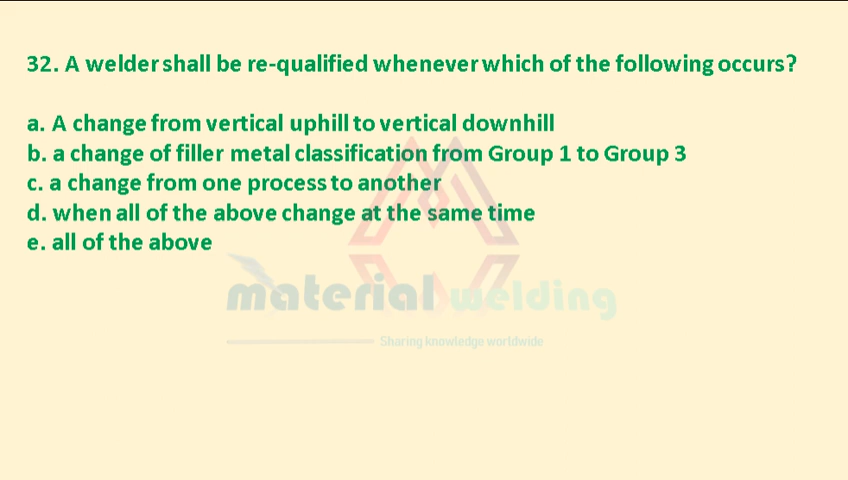 32. A welder shall be re-qualified whenever which of the following occurs?
a. A change from vertical uphill to vertical downhill
b. a change of filler metal classification from Group 1 to Group 3
c. a change from one process to another
d. when all of the above change at the same time
e. all of the above
material welding
Sharing knowledge worldwide